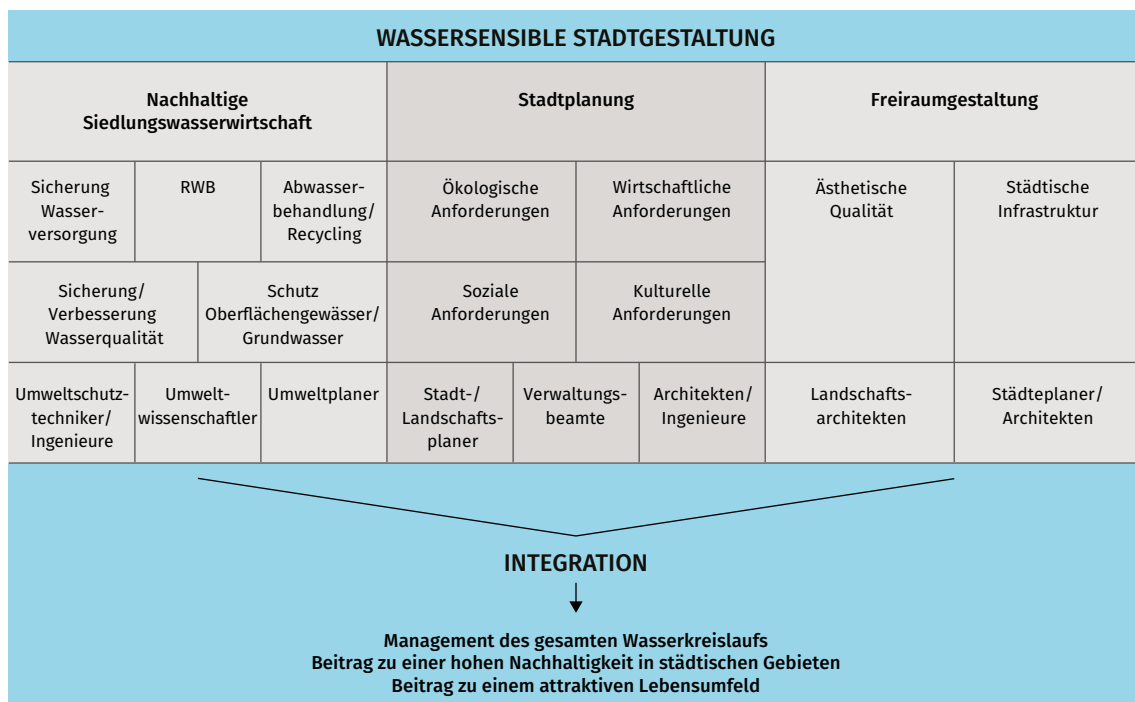 WASSERSENSIBLE STADTGESTALTUNG
Nachhaltige
Siedlungswasserwirtschaft
Stadtplanung
Freiraumgestaltung
Sicherung
Wasser-
versorgung
RWB
Abwasser-
behandlung/
Recycling
Ökologische
Anforderungen
Wirtschaftliche
Anforderungen
Ästhetische
Qualität
Städtische
Infrastruktur
Sicherung/
Verbesserung
Wasserqualität
Schutz
Oberflächengewässer/
Grundwasser
Soziale
Anforderungen
Kulturelle
Anforderungen
Umweltschutz-
techniker/
Ingenieure
Umwelt-
wissenschaftler
Umweltplaner
Stadt-/
Landschafts-
planer
Verwaltungs-
beamte
Architekten/
Ingenieure
Landschafts-
architekten
Städteplaner/
Architekten
INTEGRATION
Management des gesamten Wasserkreislaufs
Beitrag zu einer hohen Nachhaltigkeit in städtischen Gebieten
Beitrag zu einem attraktiven Lebensumfeld